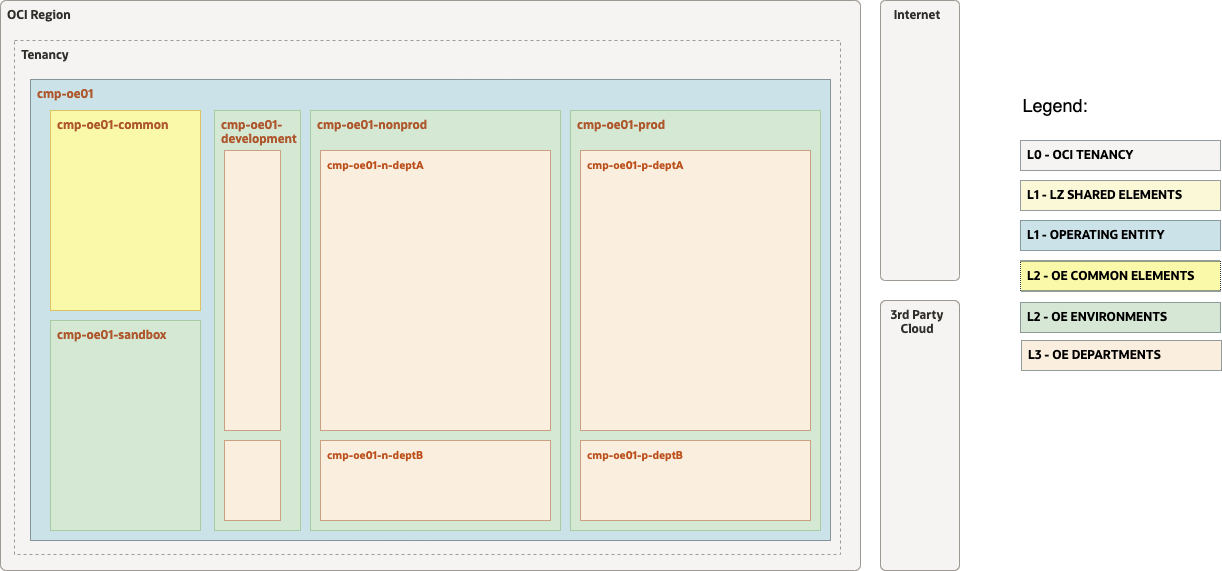 OCI Region
Tenancy
cmp-oe01
cmp-oe01-common
cmp-oe01-sandbox
cmp-oe01-
development
cmp-oe01-nonprod
cmp-oe01-n-deptA
cmp-oe01-n-deptB
cmp-oe01-prod
cmp-oe01-p-deptA
cmp-oe01-p-deptB
Internet
3rd Party
Cloud
Legend:
L0 - OCI TENANCY
L1 - LZ SHARED ELEMENTS
L1 - OPERATING ENTITY
L2 - OE COMMON ELEMENTS
L2 - OE ENVIRONMENTS
L3 - OE DEPARTMENTS